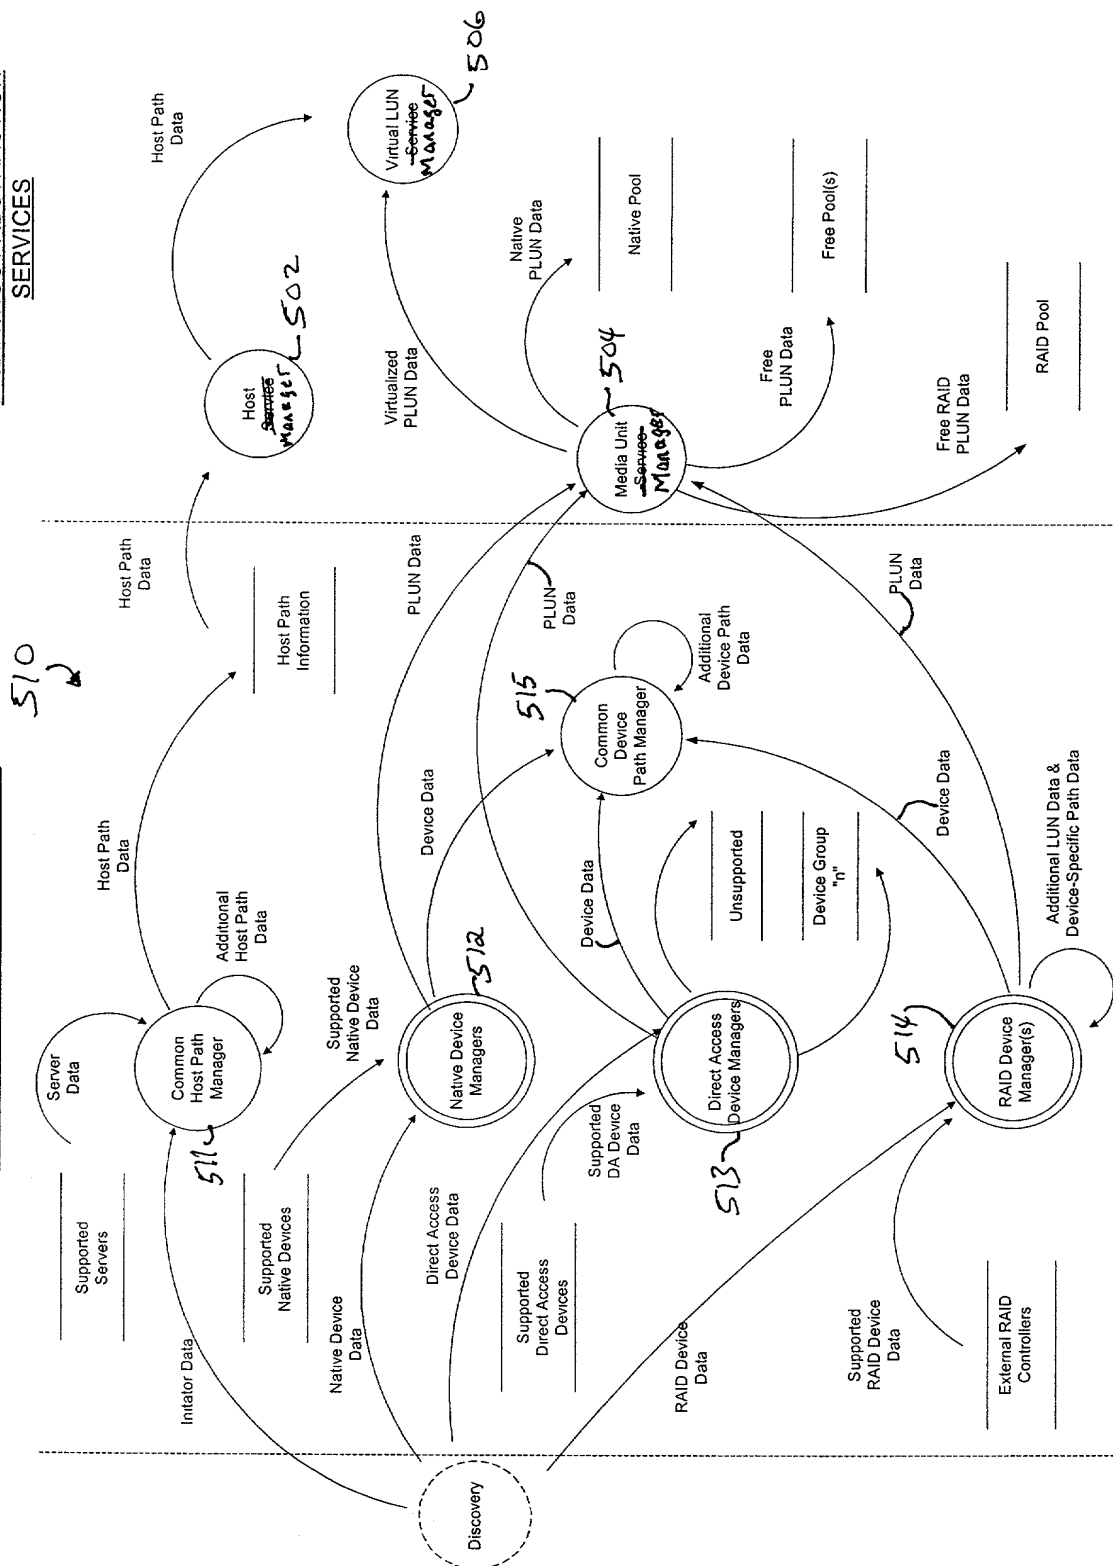 SERVICES
510
Discovery
Supported
Servers
Server
Data
Initiator Data
Common
Host Path
Manager
511
Additional
Host Path
Data
Host Path
Data
Host Path
Information
Host Path
Data
Host
Service
Manager
502
Host Path
Data
Virtual LUN
Service
Manager
506
Supported
Native Devices
Supported
Native Device
Data
Native Device
Data
Native Device
Managers
512
PLUN Data
Device Data
Virtualized
PLUN Data
Native
PLUN Data
Native Pool
Direct Access
Device Data
Supported
Direct Access
Devices
Supported
DA Device
Data
Direct Access
Device Managers
513
Device Data
PLUN
Data
515
Common
Device
Path Manager
Additional
Device Path
Data
Unsupported
Device Group
"n"
Media Unit
Service
Manager
504
Free
PLUN Data
Free Pool(s)
Free RAID
PLUN Data
RAID Pool
RAID Device
Data
Supported
RAID Device
Data
External RAID
Controllers
514
RAID Device
Manager(s)
Device Data
PLUN
Data
Additional LUN Data &
Device-Specific Path Data